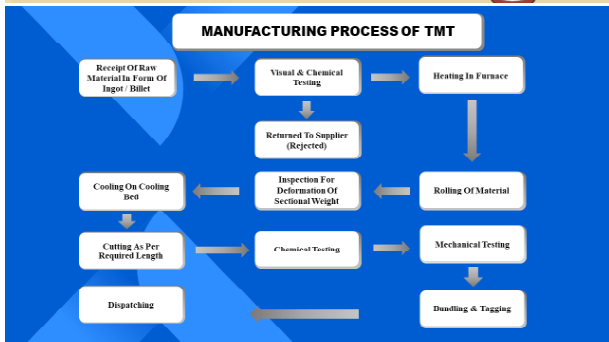 MANUFACTURING PROCESS OF TMT
Receipt Of Raw
Material In Form Of
Ingot / Billet
Visual & Chemical
Testing
Heating In Furnace
Returned To Supplier
(Rejected)
Cooling On Cooling
Bed
Inspection For
Deformation Of
Sectional Weight
Rolling Of Material
Cutting As Per
Required Length
Chemical Testing
Mechanical Testing
Dispatching
Bundling & Tagging